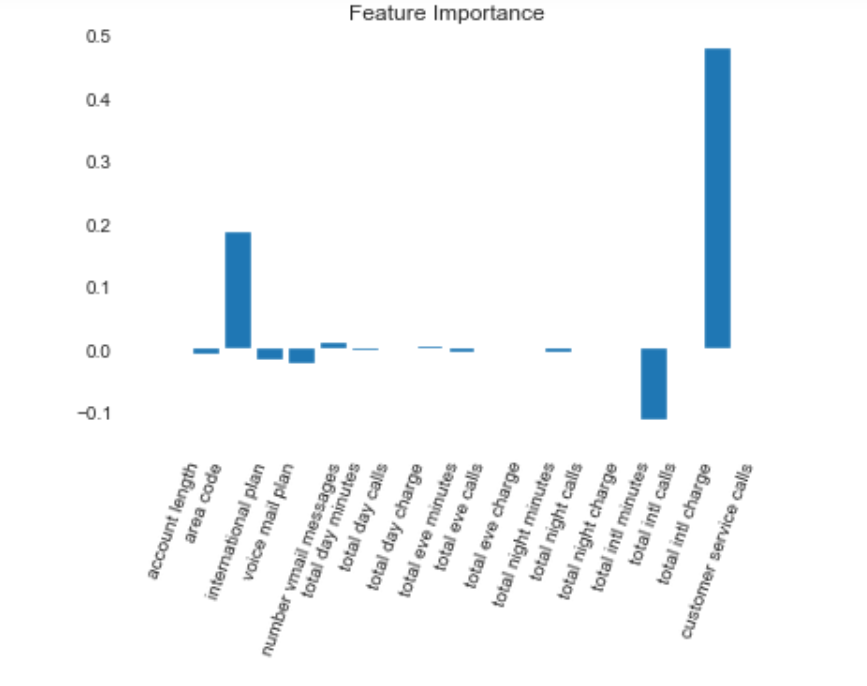 Feature Importance
0.5
0.4
0.3
0.2
0.1
0.0
−0.1
account length
area code
international plan
voice mail plan
number vmail messages
total day minutes
total day calls
total day charge
total eve minutes
total eve calls
total eve charge
total night minutes
total night calls
total night charge
total intl minutes
total intl calls
total intl charge
customer service calls